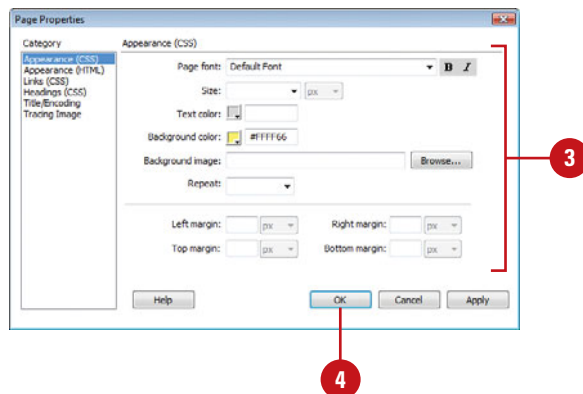 Page Properties
Category
Appearance (CSS)
Appearance (CSS)
Appearance (HTML)
Links (CSS)
Headings (CSS)
Title/Encoding
Tracing Image
Page font: Default Font B I
Size: px
Text color:
Background color: #FFFF66
Background image: Browse...
Repeat:
Left margin: px Right margin: px
Top margin: px Bottom margin: px
Help OK Cancel Apply
3
4